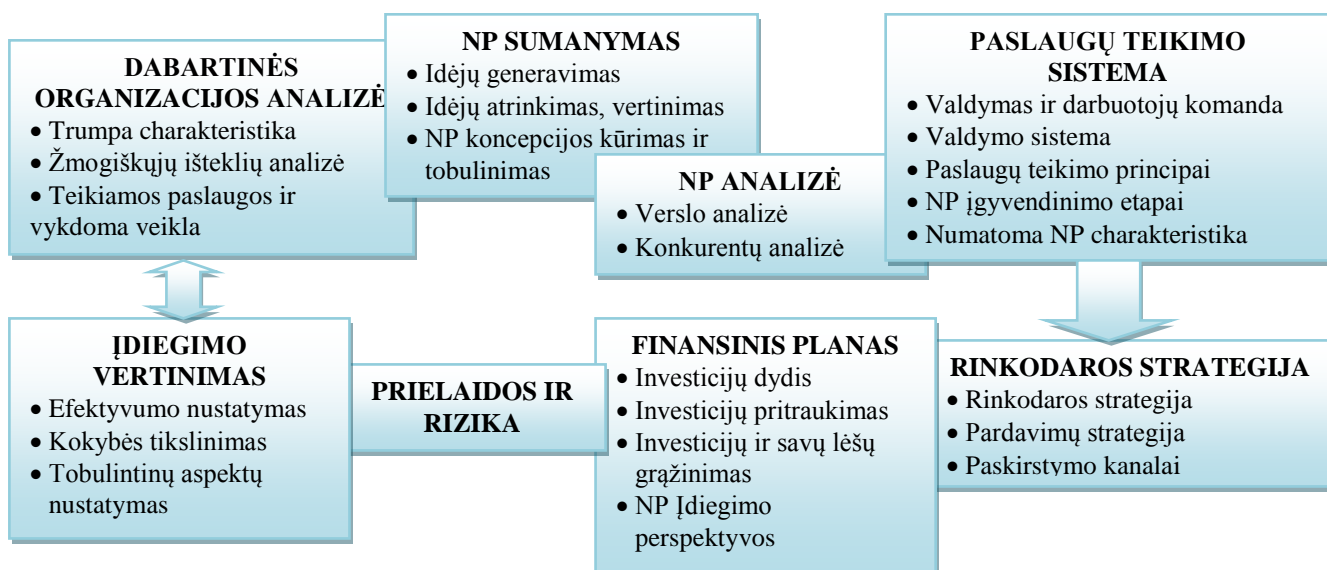 DABARTINĖS
ORGANIZACIJOS ANALIZĖ
• Trumpa charakteristika
• Žmogiškųjų išteklių analizė
• Teikiamos paslaugos ir
vykdoma veikla
NP SUMANYMAS
• Idėjų generavimas
• Idėjų atrinkimas, vertinimas
• NP koncepcijos kūrimas ir
tobulinimas
NP ANALIZĖ
• Verslo analizė
• Konkurentų analizė
PASLAUGŲ TEIKIMO
SISTEMA
• Valdymas ir darbuotojų komanda
• Valdymo sistema
• Paslaugų teikimo principai
• NP įgyvendinimo etapai
• Numatoma NP charakteristika
ĮDIEGIMO
VERTINIMAS
• Efektyvumo nustatymas
• Kokybės tikslinimas
• Tobulintinų aspektų
nustatymas
PRIELAIDOS IR
RIZIKA
FINANSINIS PLANAS
• Investicijų dydis
• Investicijų pritraukimas
• Investicijų ir savų lėšų
grąžinimas
• NP Įdiegimo
perspektyvos
RINKODAROS STRATEGIJA
• Rinkodaros strategija
• Pardavimų strategija
• Paskirstymo kanalai